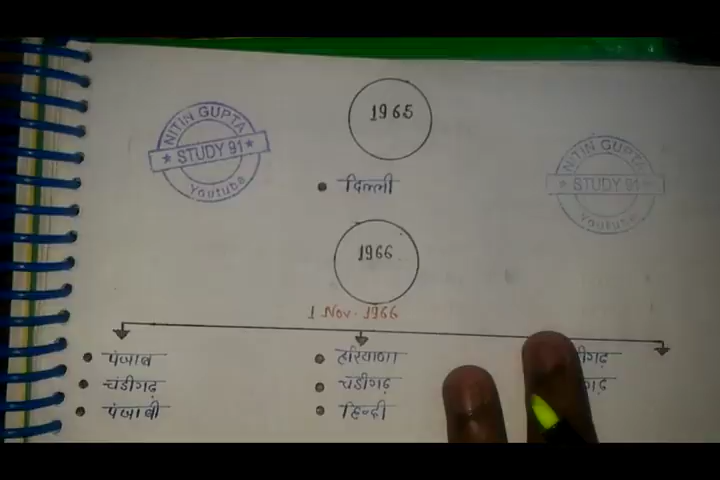 NITIN GUPTA
STUDY 91
Youtube
NITIN GUPTA
STUDY 91
Youtube
1965
दिल्ली
1966
1 Nov. 1966
पंजाब
चंडीगढ़
पंजाबी
हरियाणा
चंडीगढ़
हिन्दी